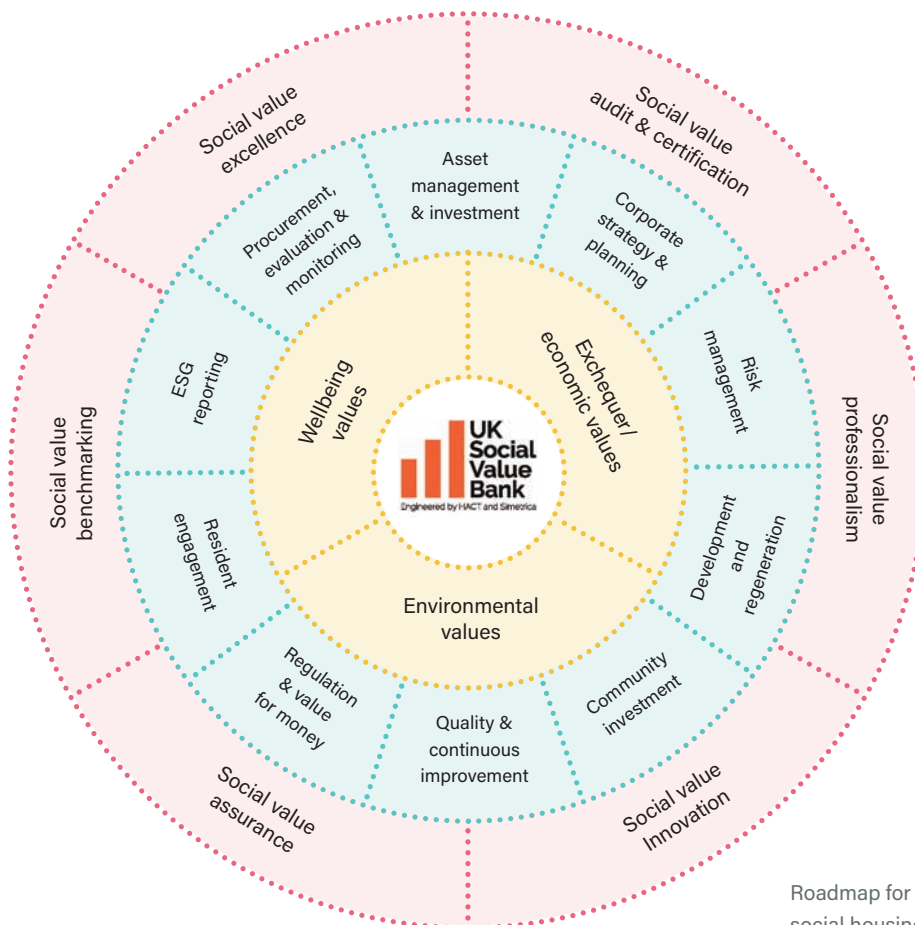 Social value
excellence
Social value
audit & certification
Social value
professionalism
Social value
Innovation
Social value
assurance
Social value
benchmarking
Asset
management
& investment
Corporate
strategy &
planning
Risk
management
Development
and
regeneration
Community
investment
Quality &
continuous
improvement
Regulation
& value
for money
Resident
engagement
ESG
reporting
Procurement,
evaluation &
monitoring
Wellbeing
values
Exchequer/
economic values
Environmental
values
UK
Social
Value
Bank
Engineered by HACT and Simetrica
Roadmap for
social housing